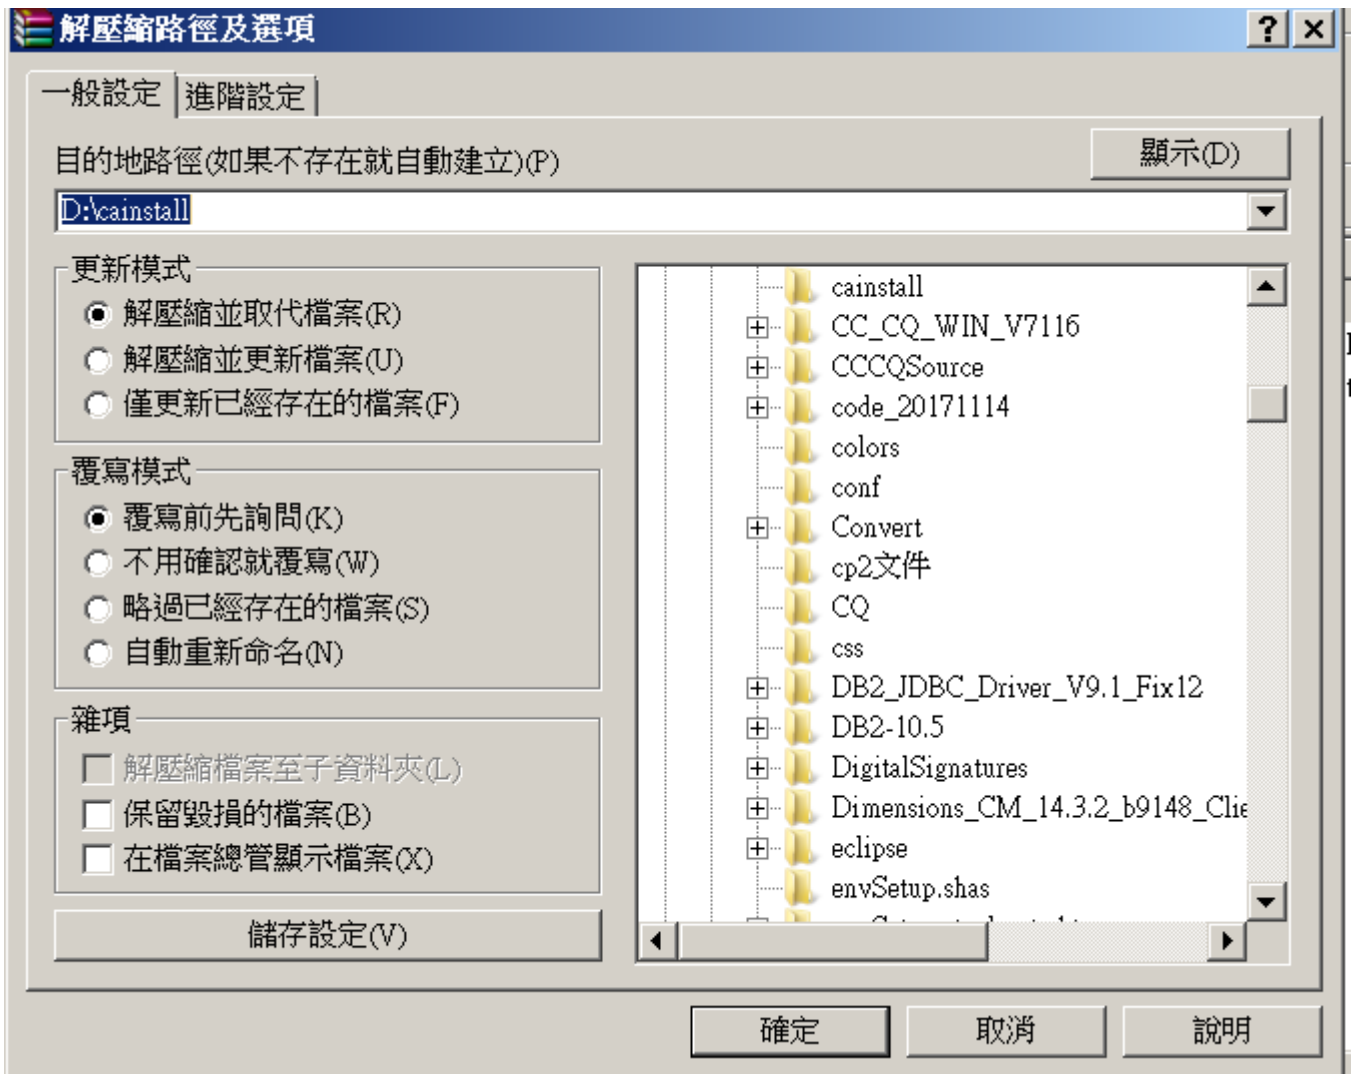 解壓縮路徑及選項
一般設定
進階設定
目的地路徑(如果不存在就自動建立)(P)
顯示(D)
D:\cainstall
更新模式
解壓縮並取代檔案(R)
解壓縮並更新檔案(U)
僅更新已經存在的檔案(F)
覆寫模式
覆寫前先詢問(K)
不用確認就覆寫(W)
略過已經存在的檔案(S)
自動重新命名(N)
雜項
解壓縮檔案至子資料夾(L)
保留毀損的檔案(B)
在檔案總管顯示檔案(X)
儲存設定(V)
cainstall
CC_CQ_WIN_V7116
CCCQSource
code_20171114
colors
conf
Convert
cp2文件
CQ
css
DB2_JDBC_Driver_V9.1_Fix12
DB2-10.5
DigitalSignatures
Dimensions_CM_14.3.2_b9148_Clie
eclipse
envSetup.shas
確定
取消
說明